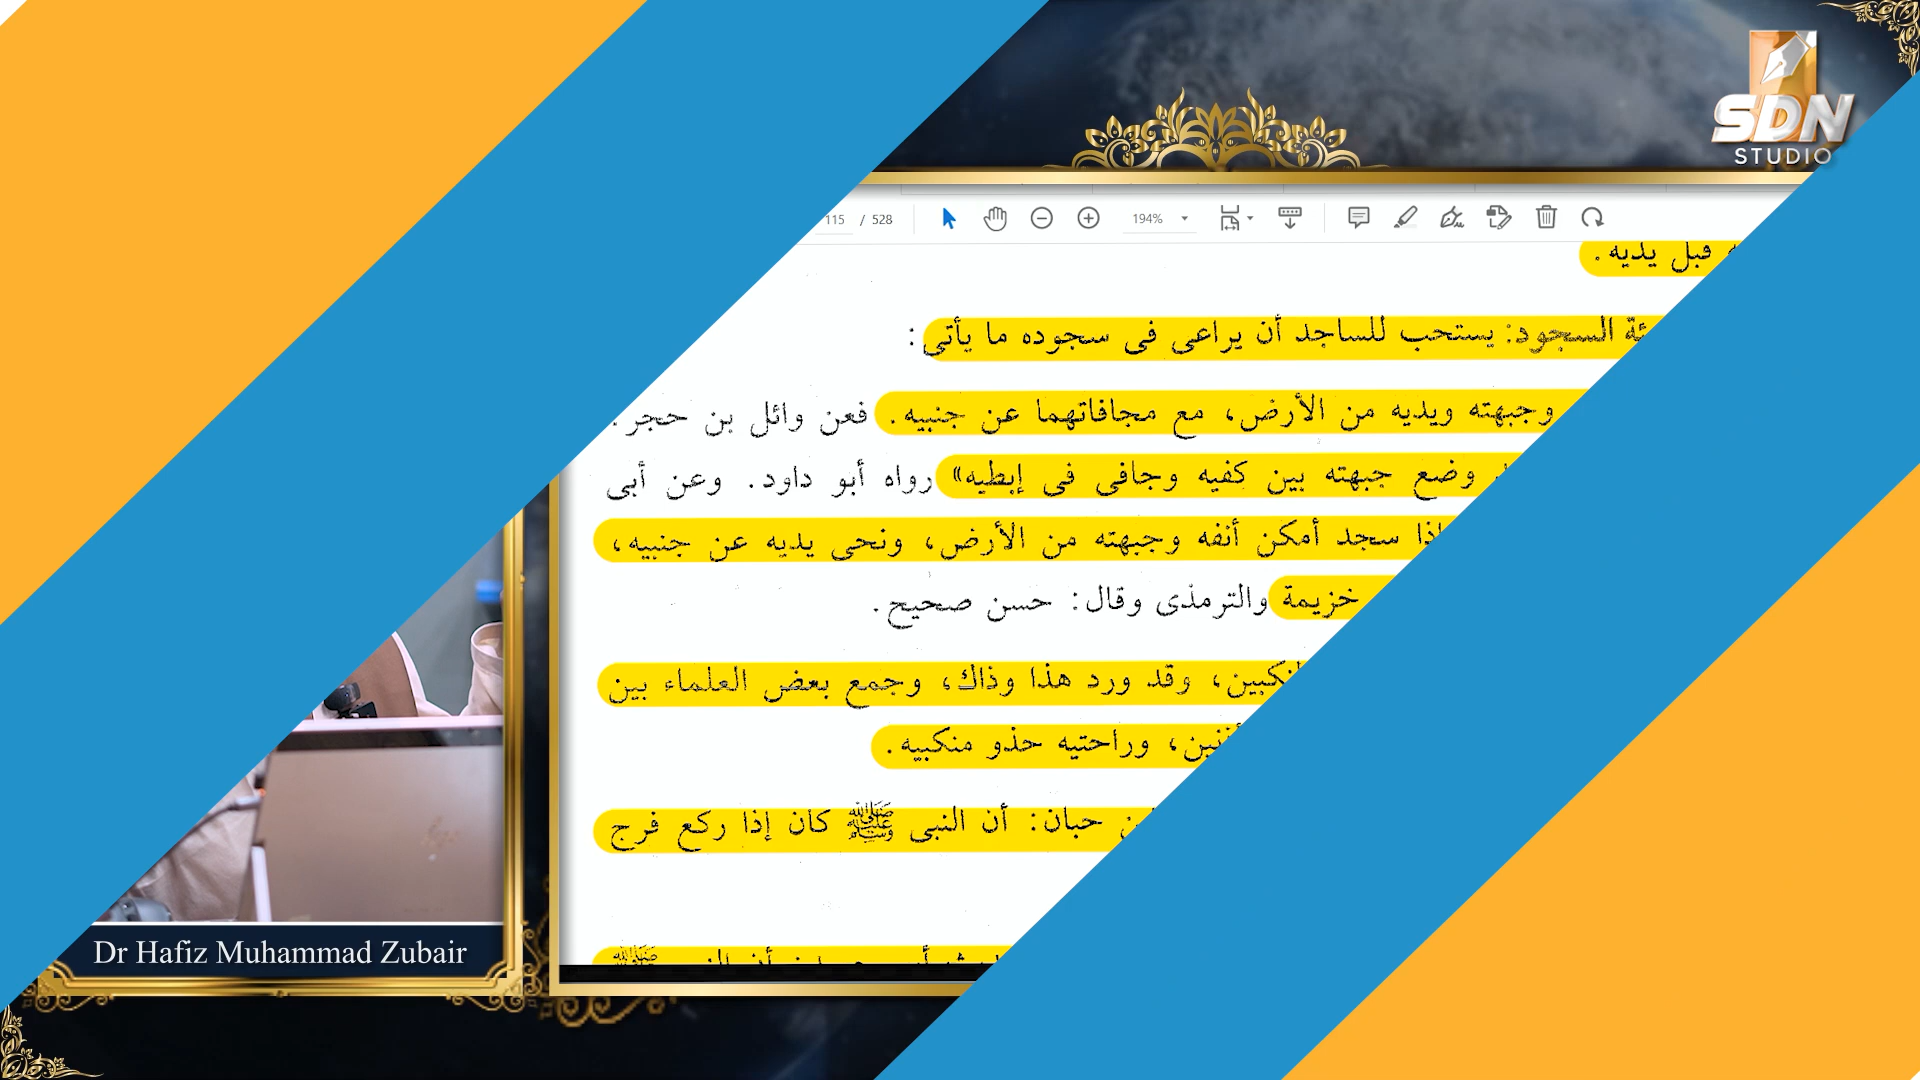 SDN
STUDIO
115 / 528
194%
قبل يديه .
السجود: يستحب للساجد أن يراعى فى سجوده ما يأتى :
وجبهته ويديه من الأرض، مع مجافاتهما عن جنبيه . فعن وائل بن حجر
وضع جبهته بين كفيه وجافى فى إبطيه» رواه أبو داود . وعن أبى
سجد أمكن أنفه وجبهته من الأرض، ونحى يديه عن جنبيه،
خزيمة والترمذى وقال: حسن صحيح .
وقد ورد هذا وذاك، وجمع بعض العلماء بين
وراحتيه حذو منكبيه .
حبان: أن النبى ﷺ كان إذا ركع فرج
ﷺ
Dr Hafiz Muhammad Zubair